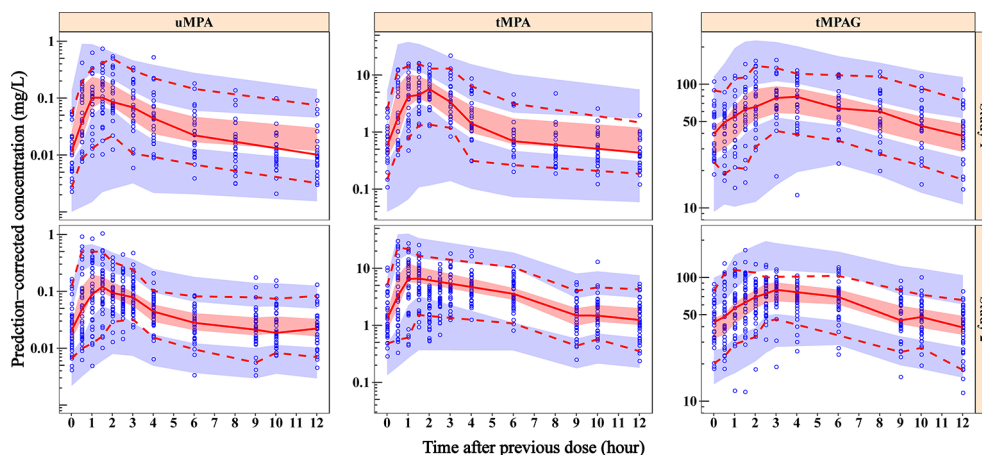 uMPA tMPA tMPAG
Prediction−corrected concentration (mg/L)
1 10 100
0.10 1 50
0.01 0.1 10
1 10 100
0.10 1 50
0.01 0.1 10
0 1 2 3 4 5 6 7 8 9 10 11 12 0 1 2 3 4 5 6 7 8 9 10 11 12 0 1 2 3 4 5 6 7 8 9 10 11 12
Time after previous dose (hour)